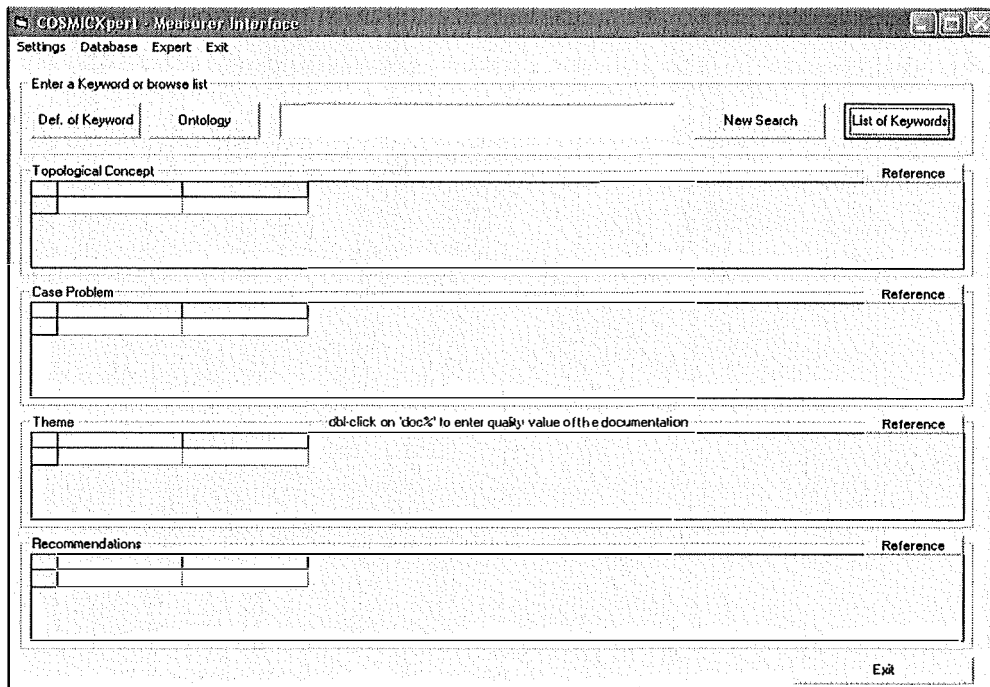 COSMICXpert - Measurer Interface
Settings Database Expert Exit
Enter a Keyword or browse list
Def. of Keyword Ontology New Search List of Keywords
Topological Concept Reference
Case Problem Reference
Theme dbl-click on 'doc%' to enter quality value of the documentation Reference
Recommendations Reference
Exit